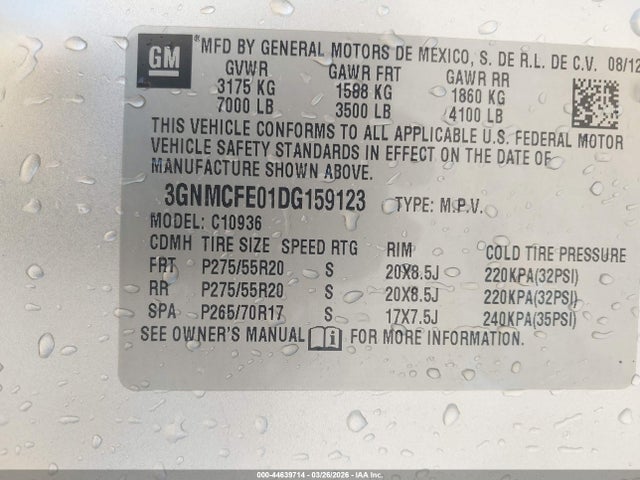 GM
MFD BY GENERAL MOTORS DE MEXICO, S. DE R.L. DE C.V. 08/12
GVWR GAWR FRT GAWR RR
3175 KG 1588 KG 1860 KG
7000 LB 3500 LB 4100 LB
THIS VEHICLE CONFORMS TO ALL APPLICABLE U.S. FEDERAL MOTOR
VEHICLE SAFETY STANDARDS IN EFFECT ON THE DATE OF
MANUFACTURE SHOWN ABOVE.
3GNMCFE01DG159123 TYPE: M.P.V.
MODEL: C10936
CDMH TIRE SIZE SPEED RTG RIM COLD TIRE PRESSURE
FRT P275/55R20 S 20X8.5J 220KPA(32PSI)
RR P275/55R20 S 20X8.5J 220KPA(32PSI)
SPA P265/70R17 S 17X7.5J 240KPA(35PSI)
SEE OWNER'S MANUAL FOR MORE INFORMATION.
000-44639714 | 03/26/2026 - IAAI.COM